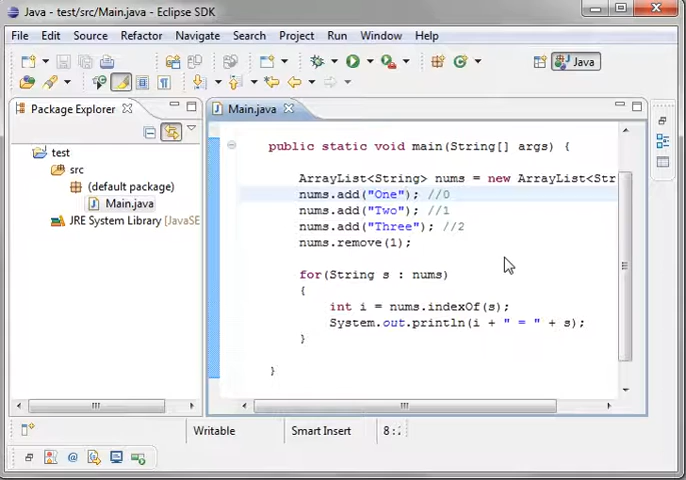 Java - test/src/Main.java - Eclipse SDK
File Edit Source Refactor Navigate Search Project Run Window Help
Java
Package Explorer
Main.java
test
src
(default package)
Main.java
JRE System Library [JavaSE
public static void main(String[] args) {
ArrayList<String> nums = new ArrayList<Str
nums.add("One"); //0
nums.add("Two"); //1
nums.add("Three"); //2
nums.remove(1);
for(String s : nums)
{
int i = nums.indexOf(s);
System.out.println(i + " = " + s);
}
}
Writable
Smart Insert